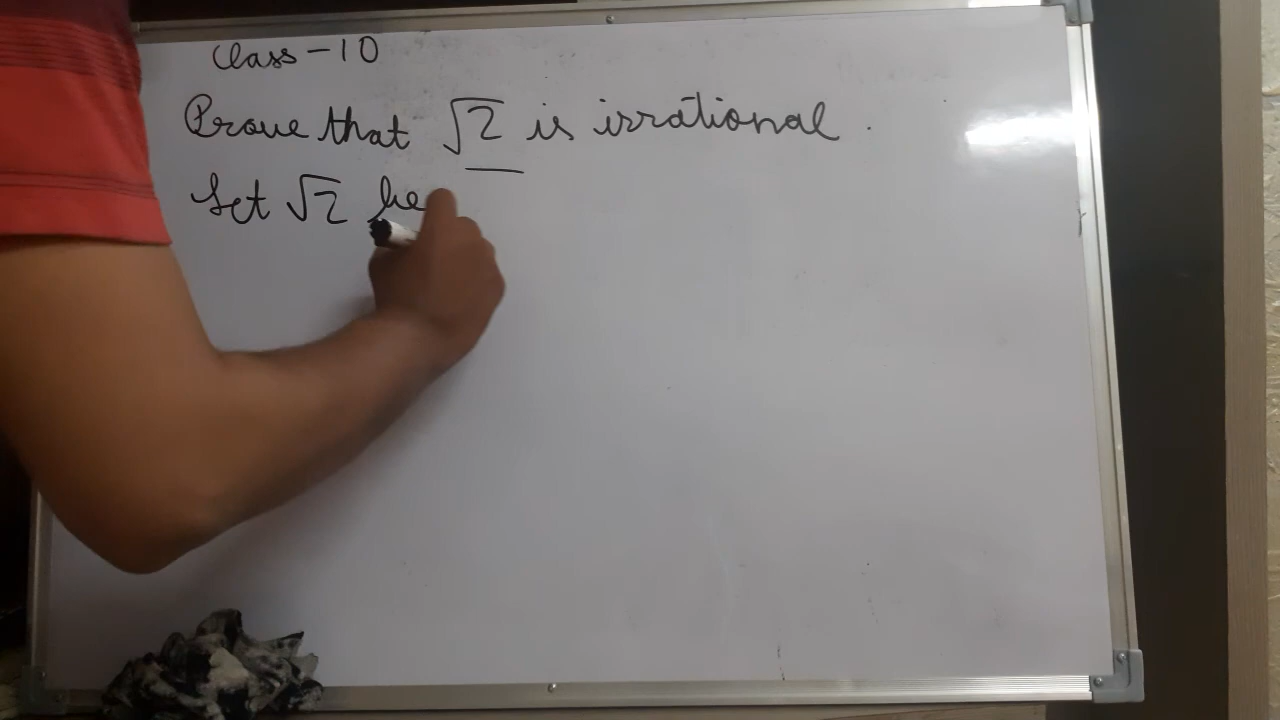 Class - 10
Prove that √2 is irrational.
Let √2 be